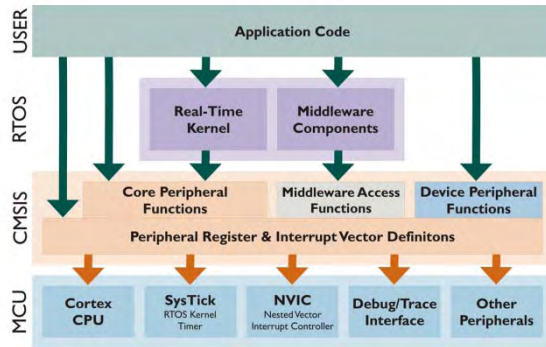 USER
Application Code
RTOS
Real-Time
Kernel
Middleware
Components
CMSIS
Core Peripheral
Functions
Middleware Access
Functions
Device Peripheral
Functions
Peripheral Register & Interrupt Vector Definitons
MCU
Cortex
CPU
SysTick
RTOS Kernel
Timer
NVIC
Nested Vector
Interrupt Controller
Debug/Trace
Interface
Other
Peripherals